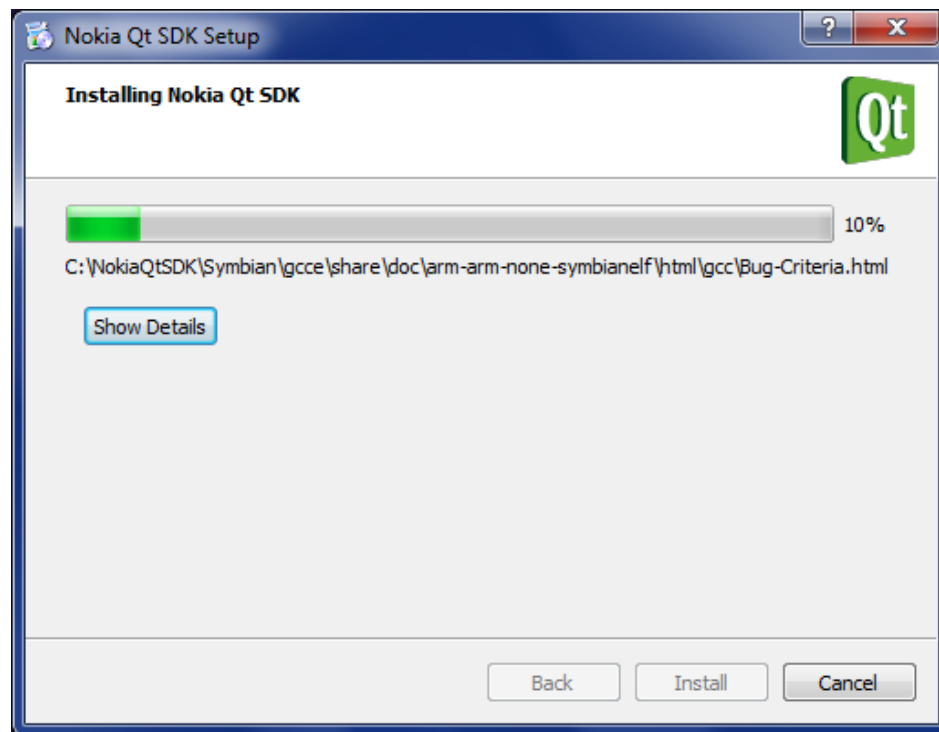 Nokia Qt SDK Setup
?
X
Installing Nokia Qt SDK
Qt
10%
C:\NokiaQtSDK\Symbian\gcce\share\doc\arm-arm-none-symbianelf\html\gcc\Bug-Criteria.html
Show Details
Back
Install
Cancel